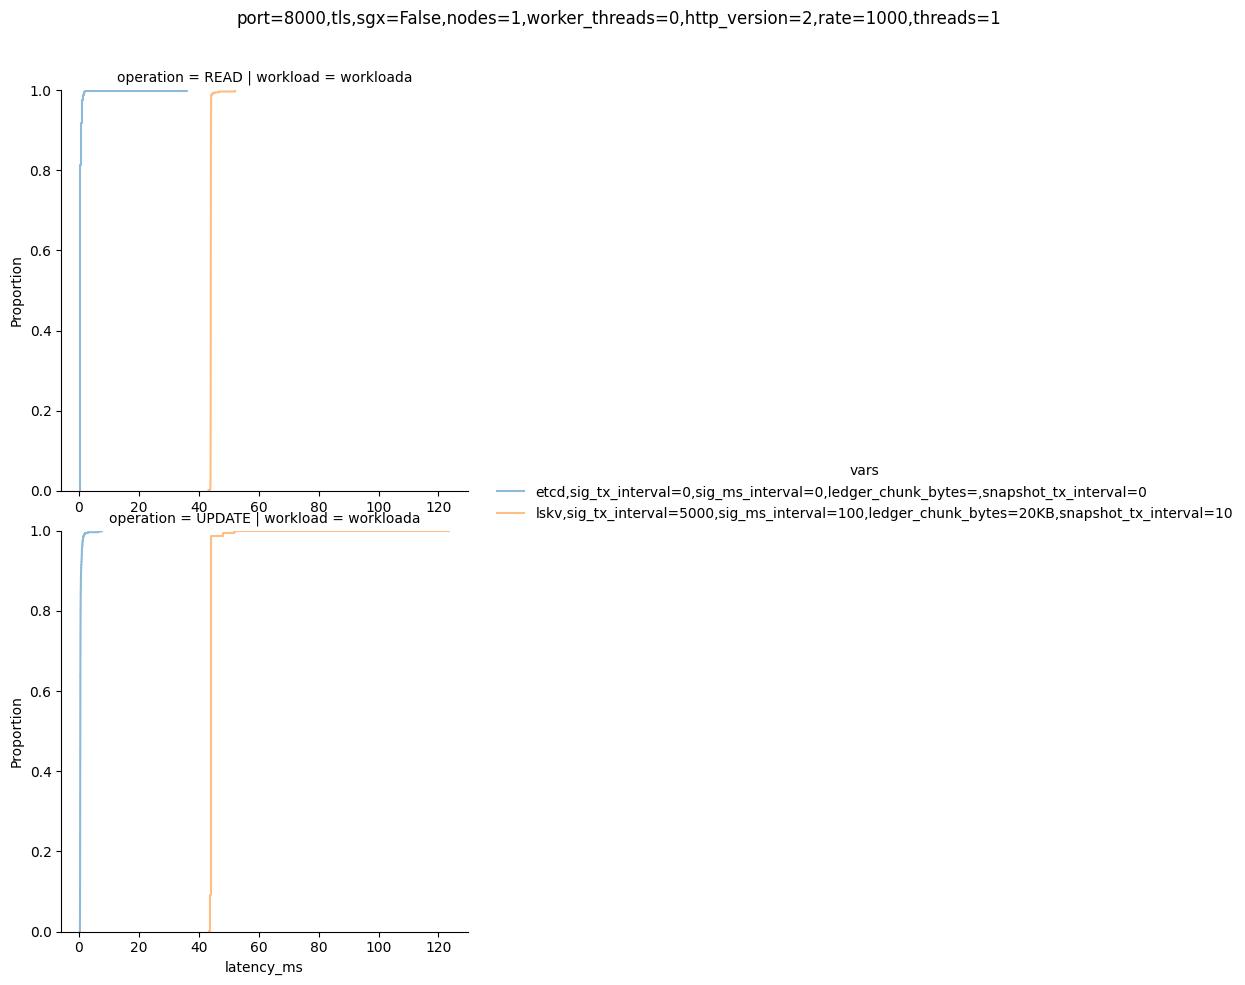 port=8000,tls,sgx=False,nodes=1,worker_threads=0,http_version=2,rate=1000,threads=1
operation = READ | workload = workloada
1.0
0.8
0.6
0.4
0.2
0.0
Proportion
0 20 40 60 80 100 120
operation = UPDATE | workload = workloada
1.0
0.8
0.6
0.4
0.2
0.0
Proportion
0 20 40 60 80 100 120
latency_ms
vars
etcd,sig_tx_interval=0,sig_ms_interval=0,ledger_chunk_bytes=,snapshot_tx_interval=0
lskv,sig_tx_interval=5000,sig_ms_interval=100,ledger_chunk_bytes=20KB,snapshot_tx_interval=10